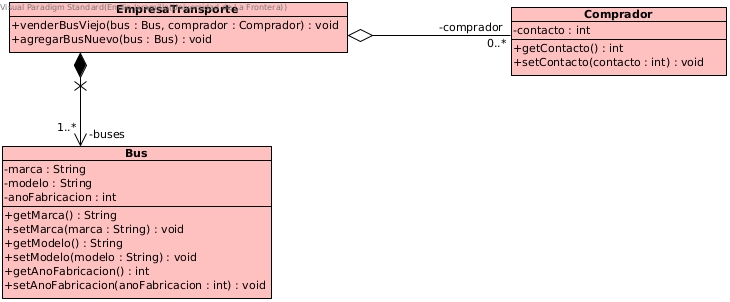 Visual Paradigm Standard(
La Frontera))
EmpresaTransporte
+venderBusViejo(bus : Bus, comprador : Comprador) : void
+agregarBusNuevo(bus : Bus) : void
-comprador
0..*
Comprador
-contacto : int
+getContacto() : int
+setContacto(contacto : int) : void
1..*
-buses
Bus
-marca : String
-modelo : String
-anoFabricacion : int
+getMarca() : String
+setMarca(marca : String) : void
+getModelo() : String
+setModelo(modelo : String) : void
+getAnoFabricacion() : int
+setAnoFabricacion(anoFabricacion : int) : void